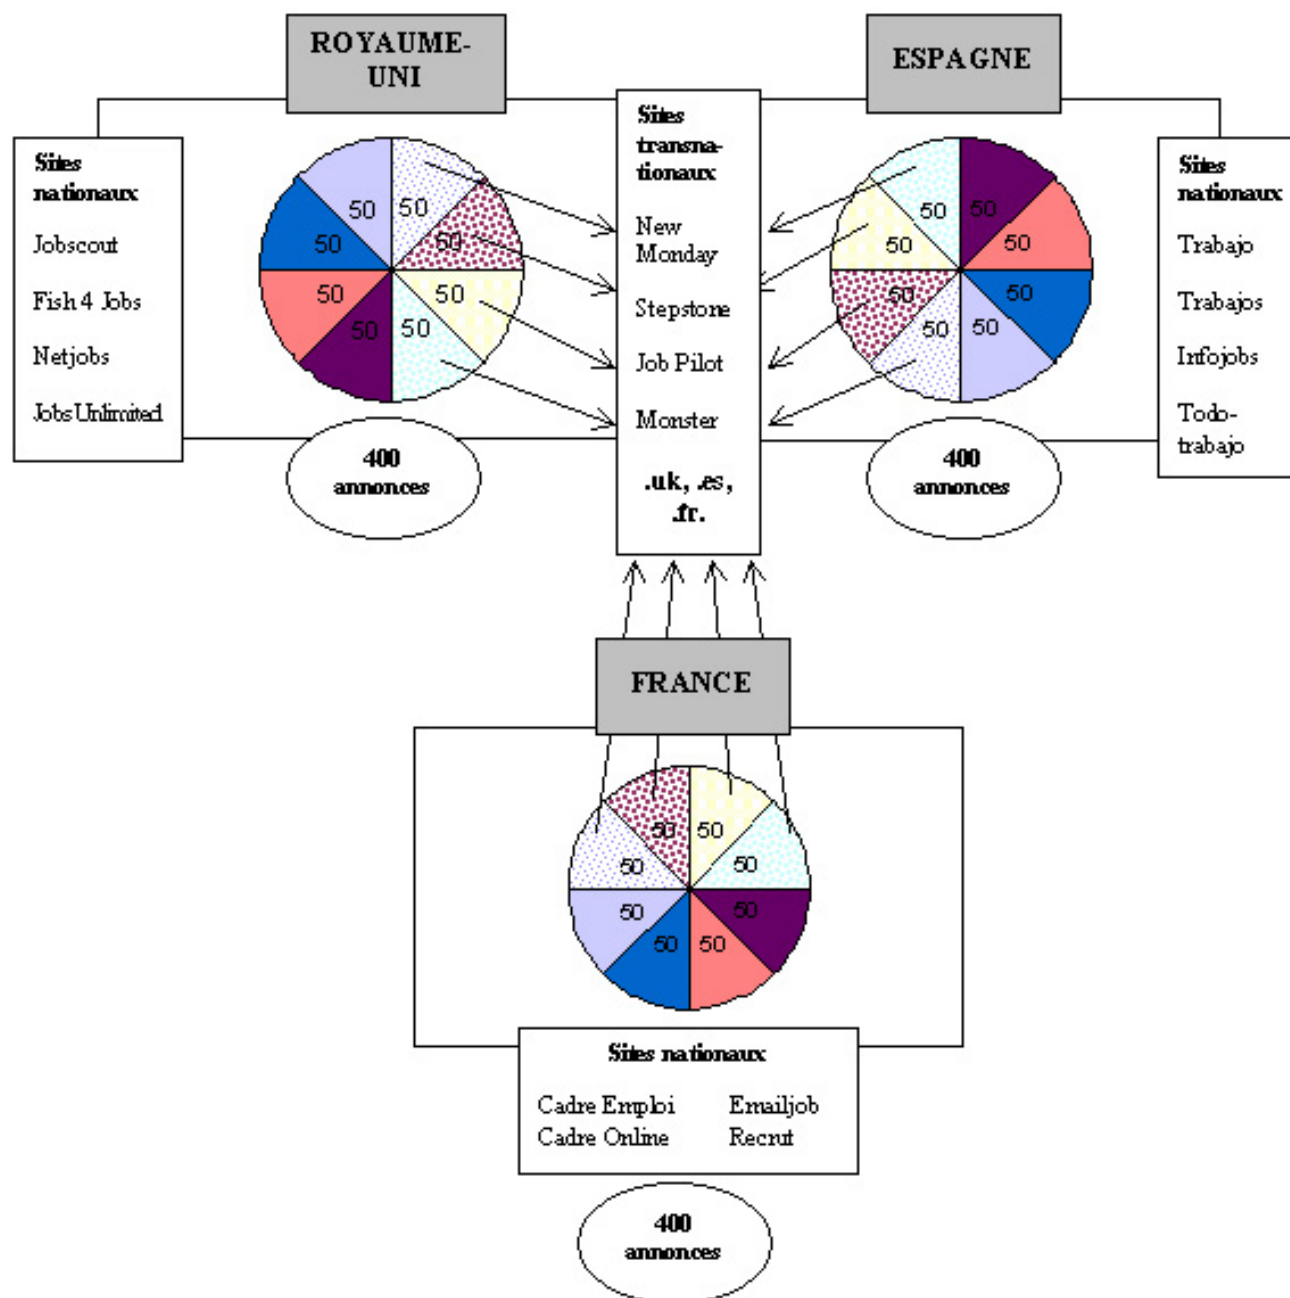 ROYAUME-
UNI
Sites
nationaux
Jobscout
Fish 4 Jobs
Netjobs
JobsUnlimited
50
50
50
50
50
50
50
50
400
annonces
Sites
transna-
tionaux
New
Monday
Stepstone
Job Pilot
Monster
.uk, .es,
.fr.
ESPAGNE
50
50
50
50
50
50
50
50
400
annonces
Sites
nationaux
Trabajo
Trabajos
Infojobs
Todo-
trabajo
FRANCE
50
50
50
50
50
50
50
50
Sites nationaux
Cadre Emploi
Emailjob
Cadre Online
Recrut
400
annonces